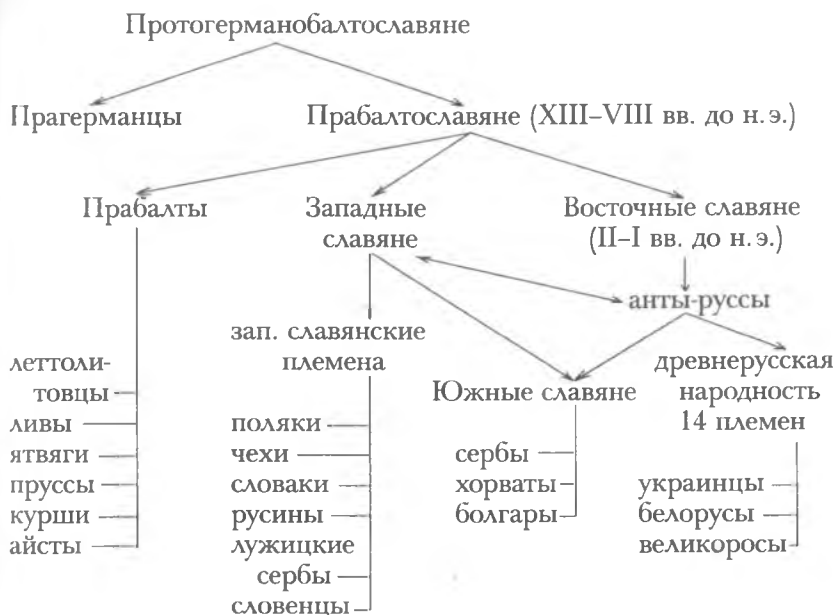 Протогерманобалтославяне
Прагерманцы
Прабалтославяне (XIII–VIII вв. до н.э.)
Прабалты
Западные
славяне
Восточные славяне
(II–I вв. до н.э.)
анты-руссы
зап. славянские
племена
леттоли-
товцы
ливы
ятвяги
пруссы
курши
айсты
поляки
чехи
словаки
русины
лужицкие
сербы
словенцы
Южные славяне
сербы
хорваты
болгары
древнерусская
народность
14 племен
украинцы
белорусы
великоросы